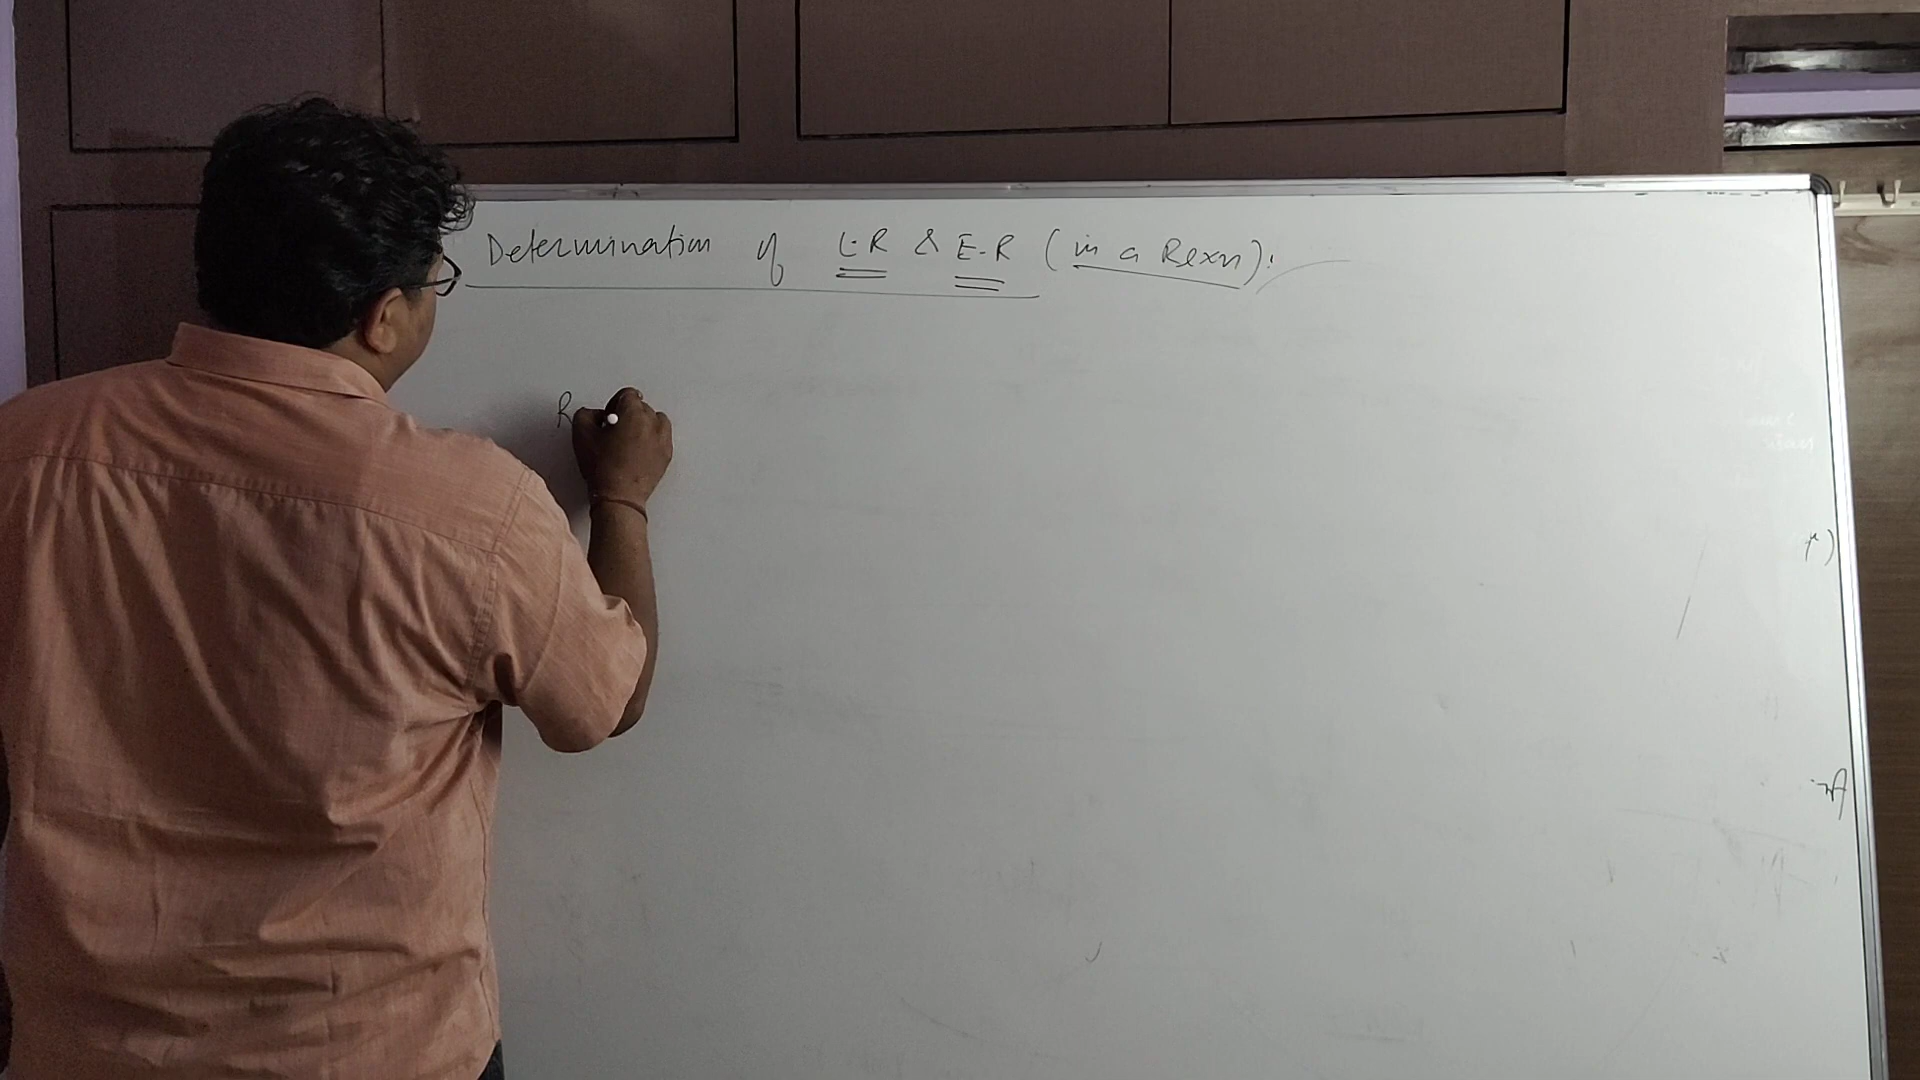 Determination of L.R & E.R (in a Rexn):
R